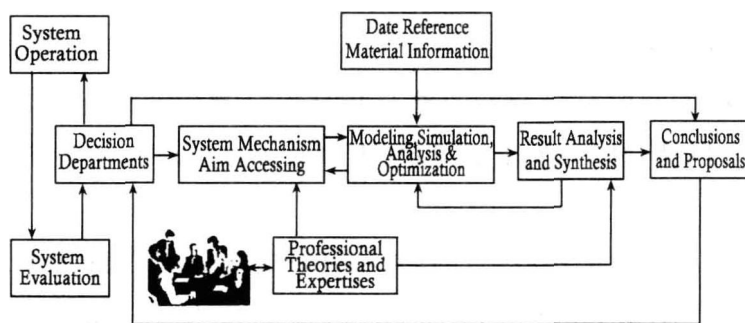 System
Operation
Date Reference
Material Information
Decision
Departments
System Mechanism
Aim Accessing
Modeling Simulation,
Analysis &
Optimization
Result Analysis
and Synthesis
Conclusions
and Proposals
System
Evaluation
Professional
Theories and
Expertises